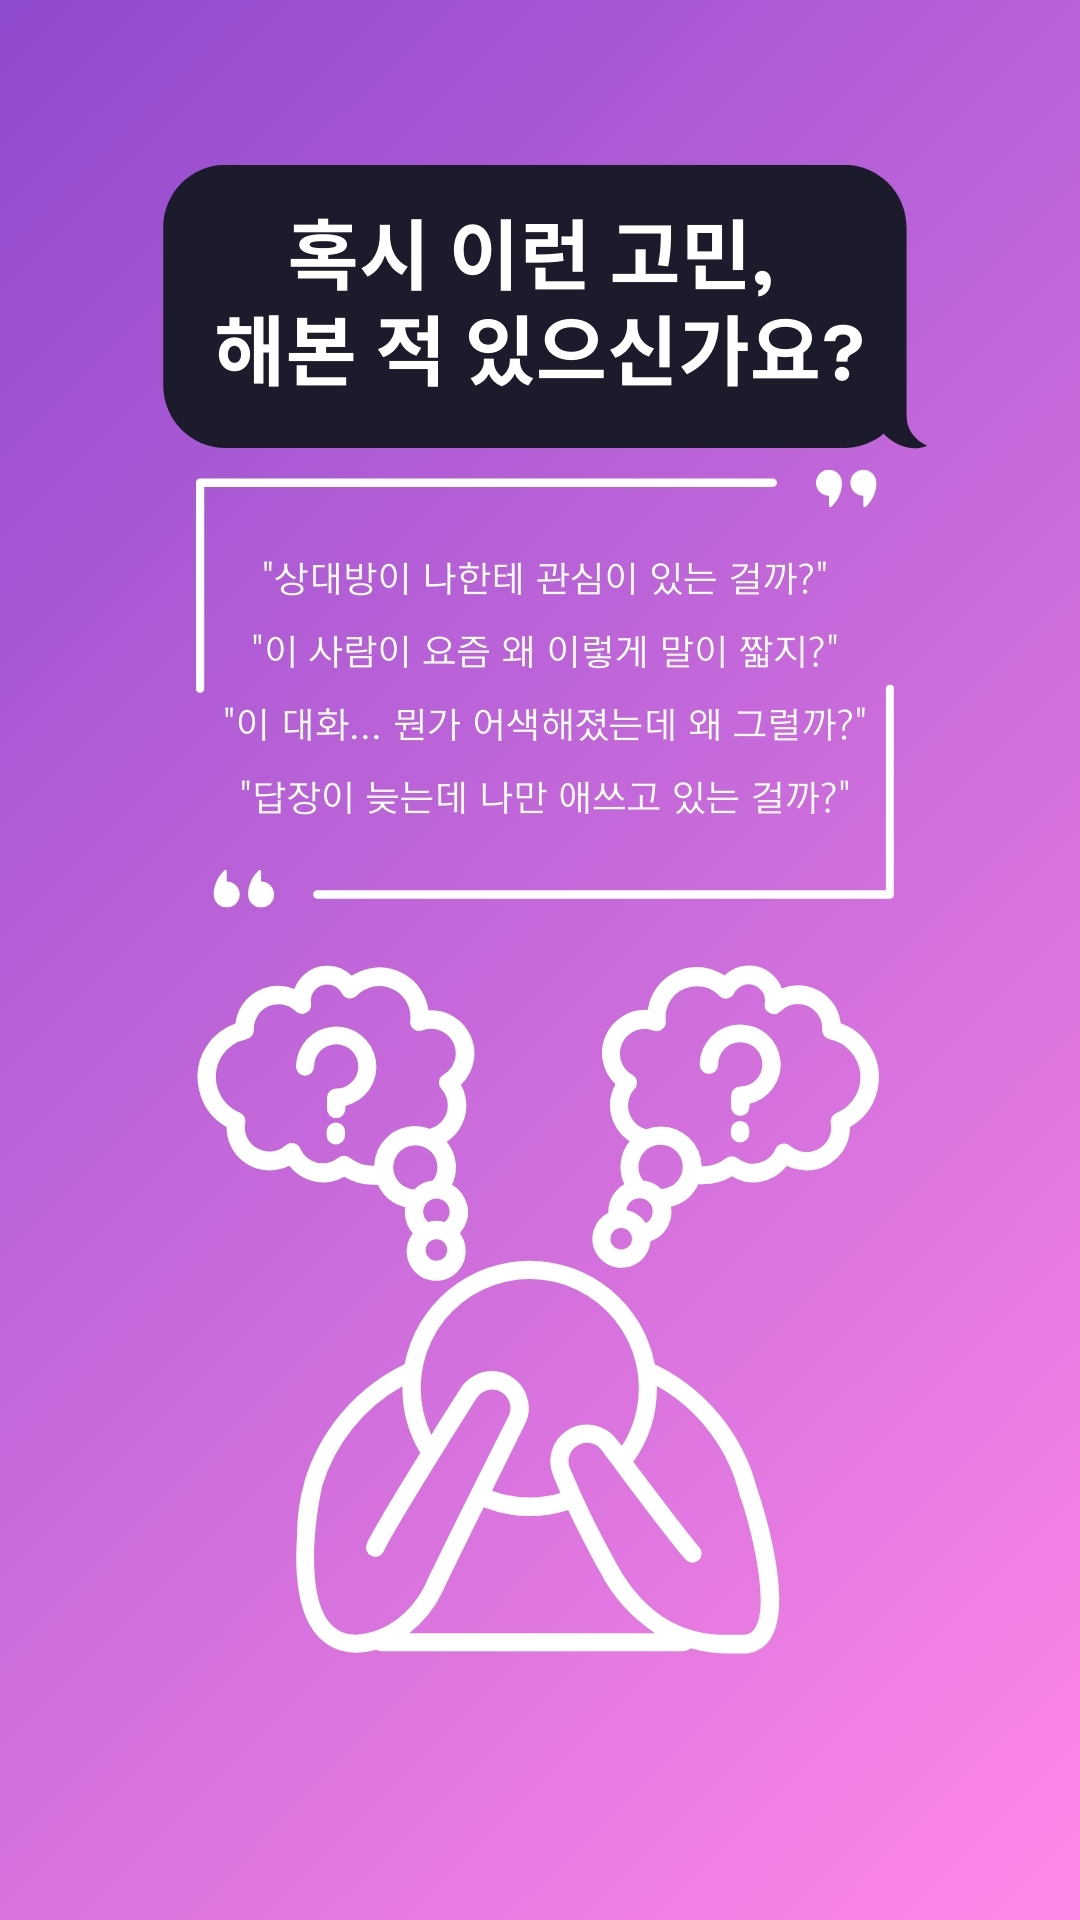 혹시 이런 고민,
해본 적 있으신가요?
"상대방이 나한테 관심이 있는 걸까?"
"이 사람이 요즘 왜 이렇게 말이 짧지?"
"이 대화... 뭔가 어색해졌는데 왜 그럴까?"
"답장이 늦는데 나만 애쓰고 있는 걸까?"
? ?